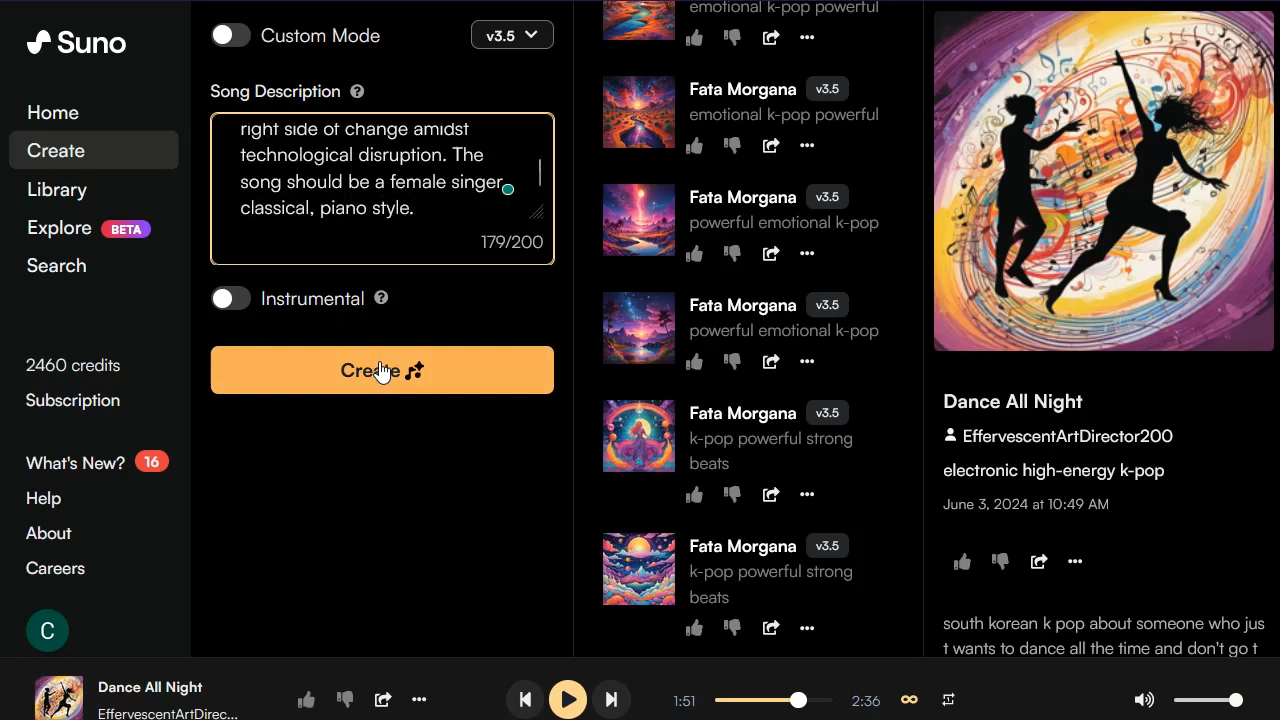 Suno
Home
Create
Library
Explore BETA
Search
2460 credits
Subscription
What's New? 16
Help
About
Careers
C
Custom Mode
v3.5
Song Description
right side of change amidst
technological disruption. The
song should be a female singer,
classical, piano style.
179/200
Instrumental
Create
emotional k-pop powerful
Fata Morgana v3.5
emotional k-pop powerful
Fata Morgana v3.5
powerful emotional k-pop
Fata Morgana v3.5
powerful emotional k-pop
Fata Morgana v3.5
k-pop powerful strong
beats
Fata Morgana v3.5
k-pop powerful strong
beats
Dance All Night
EffervescentArtDirector200
electronic high-energy k-pop
June 3, 2024 at 10:49 AM
south korean k pop about someone who jus
t wants to dance all the time and don't go t
Dance All Night
EffervescentArtDirec...
1:51
2:36